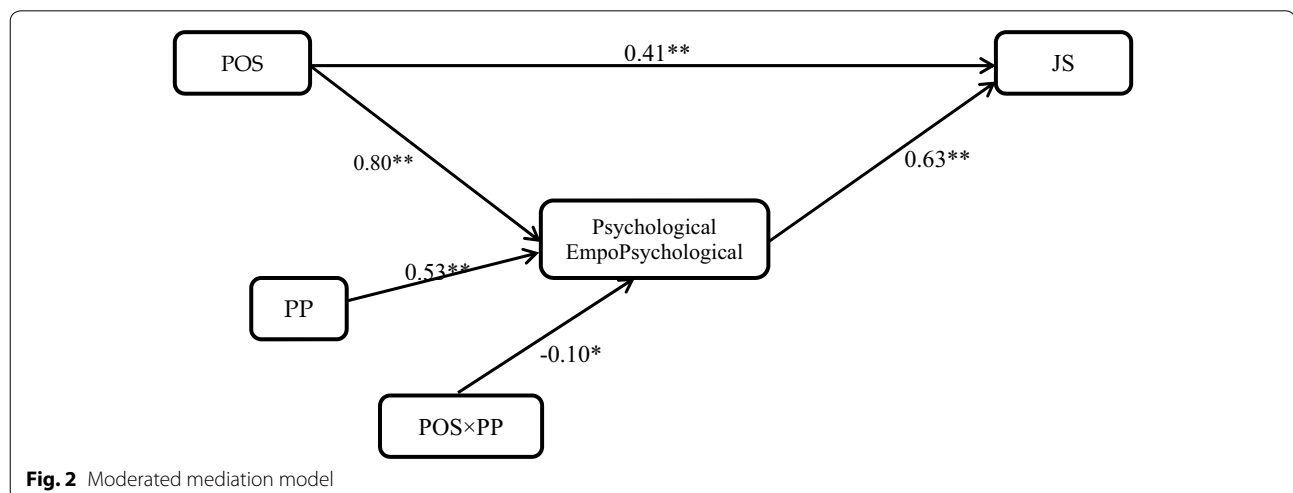 POS
0.41**
JS
0.80**
0.63**
Psychological
EmpoPsychological
0.53**
PP
-0.10*
POS×PP
Fig. 2 Moderated mediation model